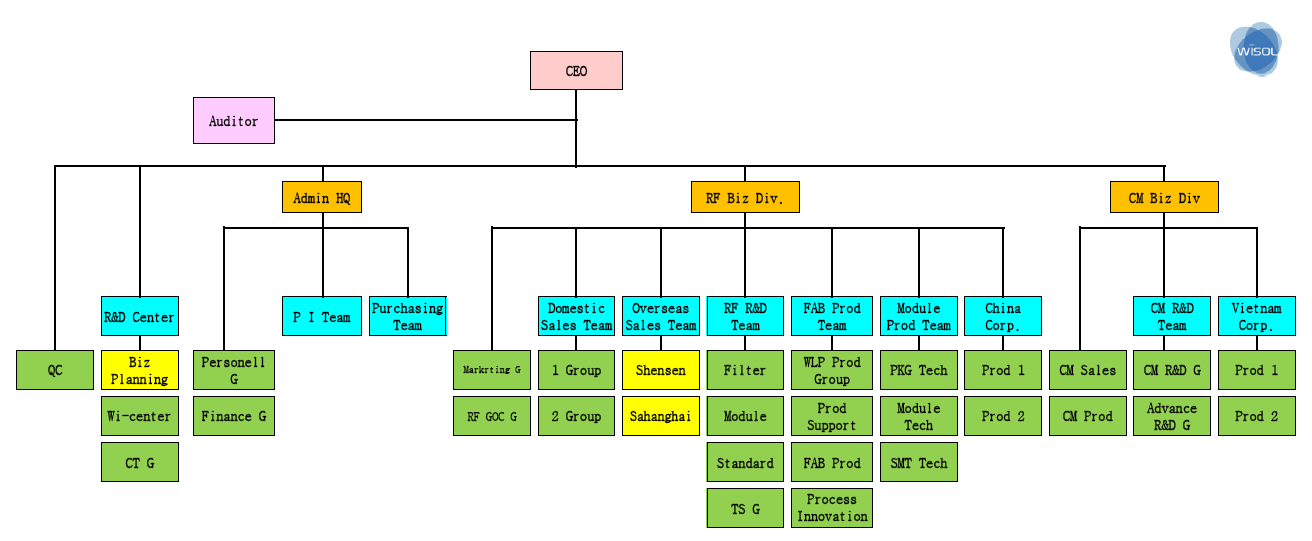 WiSOL
CEO
Auditor
Admin HQ
RF Biz Div.
CM Biz Div
R&D Center
P I Team
Purchasing
Team
Domestic
Sales Team
Overseas
Sales Team
RF R&D
Team
FAB Prod
Team
Module
Prod Team
China
Corp.
CM R&D
Team
Vietnam
Corp.
QC
Biz
Planning
Personell
G
Markrting G
1 Group
Shensen
Filter
WLP Prod
Group
PKG Tech
Prod 1
CM Sales
CM R&D G
Prod 1
Wi-center
Finance G
RF GOC G
2 Group
Sahanghai
Module
Prod
Support
Module
Tech
Prod 2
CM Prod
Advance
R&D G
Prod 2
CT G
Standard
FAB Prod
SMT Tech
TS G
Process
Innovation